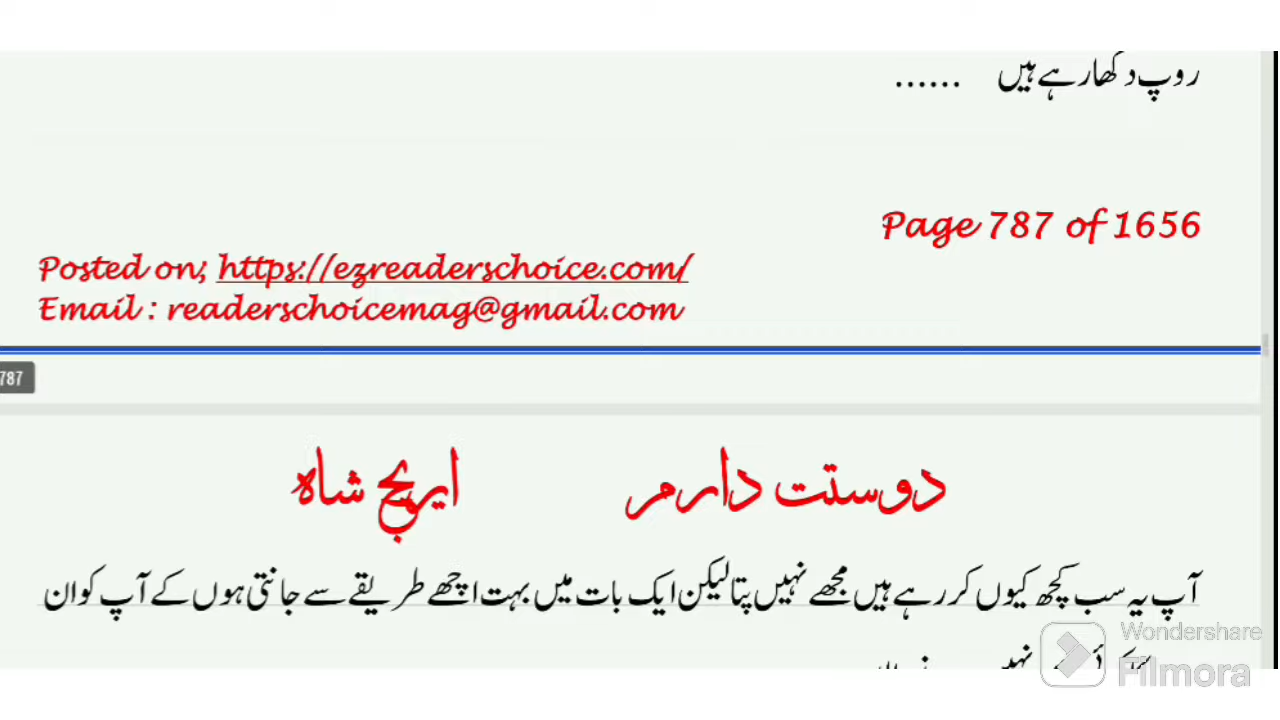 روپ دکھا رہے ہیں ......
Page 787 of 1656
Posted on; https://ezreaderschoice.com/
Email : readerschoicemag@gmail.com
787
دوستت دارم ایریج شاہ
آپ یہ سب کچھ کیوں کر رہے ہیں مجھے نہیں پتا لیکن ایک بات میں بہت اچھے طریقے سے جانتی ہوں کے آپ کو ان
نہیں
Wondershare
Filmora